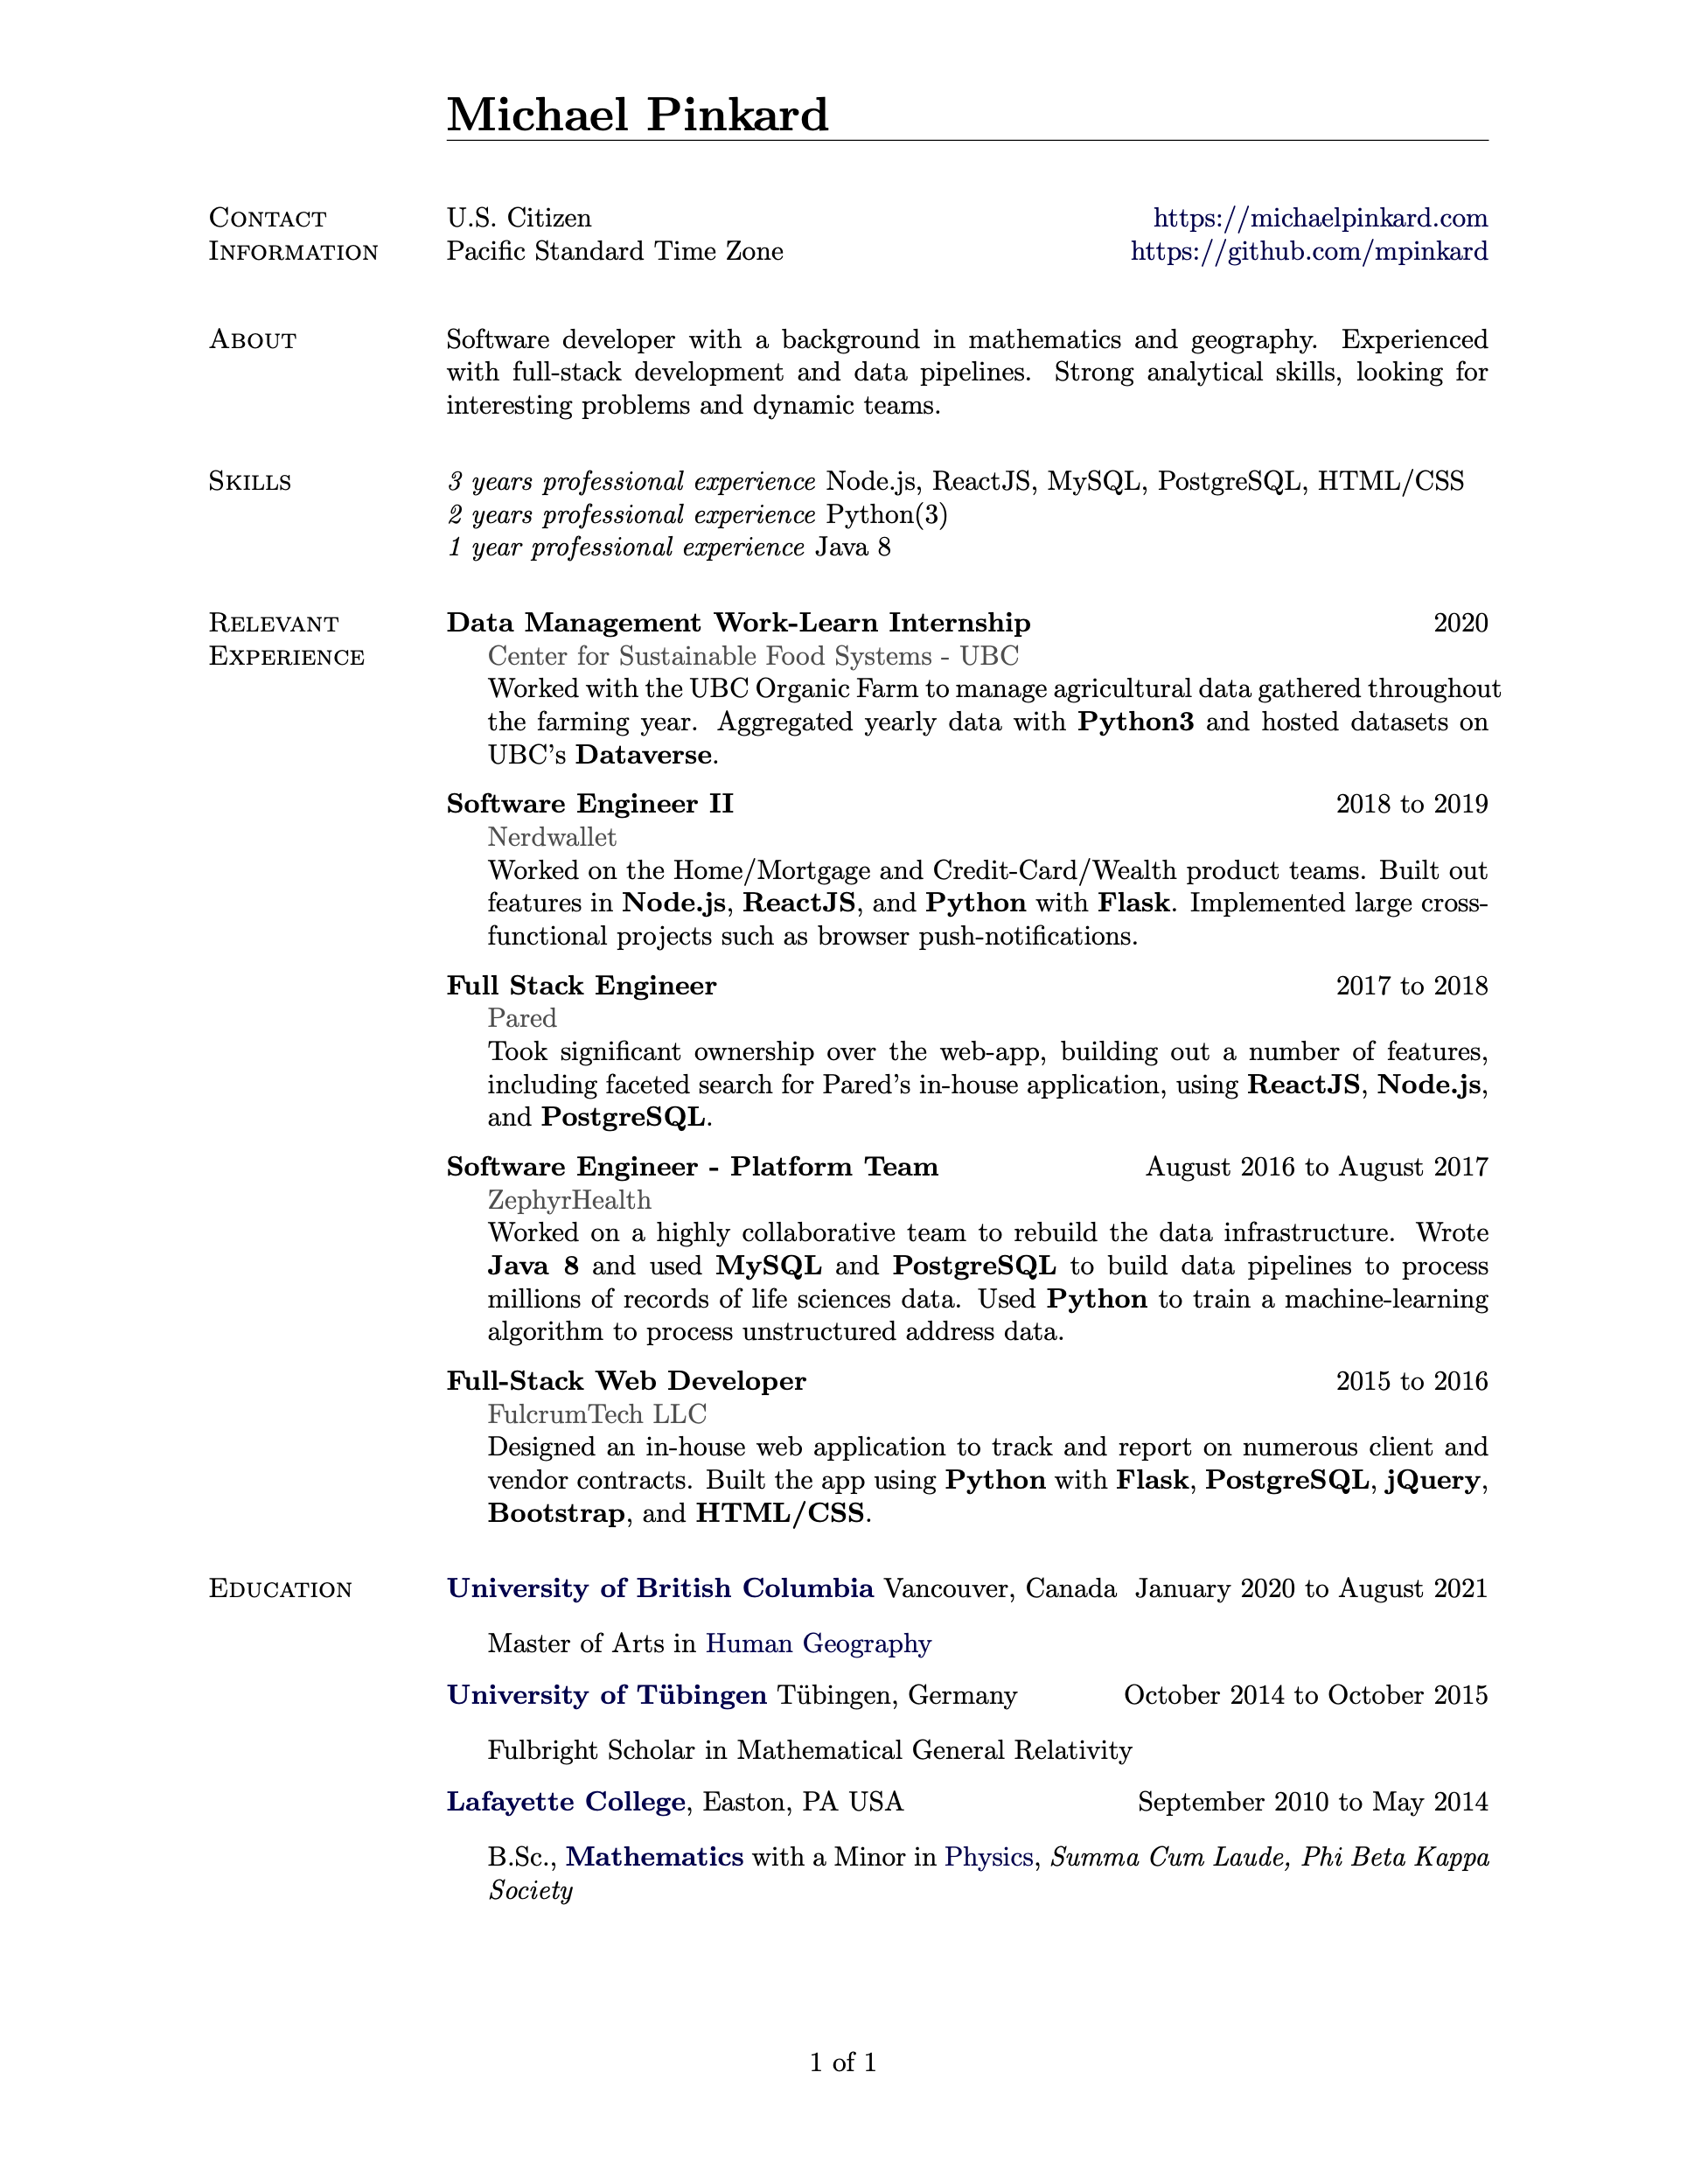 Michael Pinkard
CONTACT INFORMATION
U.S. Citizen https://michaelpinkard.com
Pacific Standard Time Zone https://github.com/mpinkard
ABOUT
Software developer with a background in mathematics and geography. Experienced
with full-stack development and data pipelines. Strong analytical skills, looking for
interesting problems and dynamic teams.
SKILLS
3 years professional experience Node.js, ReactJS, MySQL, PostgreSQL, HTML/CSS
2 years professional experience Python(3)
1 year professional experience Java 8
RELEVANT EXPERIENCE
Data Management Work-Learn Internship 2020
Center for Sustainable Food Systems - UBC
Worked with the UBC Organic Farm to manage agricultural data gathered throughout
the farming year. Aggregated yearly data with Python3 and hosted datasets on
UBC's Dataverse.
Software Engineer II 2018 to 2019
Nerdwallet
Worked on the Home/Mortgage and Credit-Card/Wealth product teams. Built out
features in Node.js, ReactJS, and Python with Flask. Implemented large cross-
functional projects such as browser push-notifications.
Full Stack Engineer 2017 to 2018
Pared
Took significant ownership over the web-app, building out a number of features,
including faceted search for Pared's in-house application, using ReactJS, Node.js,
and PostgreSQL.
Software Engineer - Platform Team August 2016 to August 2017
ZephyrHealth
Worked on a highly collaborative team to rebuild the data infrastructure. Wrote
Java 8 and used MySQL and PostgreSQL to build data pipelines to process
millions of records of life sciences data. Used Python to train a machine-learning
algorithm to process unstructured address data.
Full-Stack Web Developer 2015 to 2016
FulcrumTech LLC
Designed an in-house web application to track and report on numerous client and
vendor contracts. Built the app using Python with Flask, PostgreSQL, jQuery,
Bootstrap, and HTML/CSS.
EDUCATION
University of British Columbia Vancouver, Canada January 2020 to August 2021
Master of Arts in Human Geography
University of Tübingen Tübingen, Germany October 2014 to October 2015
Fulbright Scholar in Mathematical General Relativity
Lafayette College, Easton, PA USA September 2010 to May 2014
B.Sc., Mathematics with a Minor in Physics, Summa Cum Laude, Phi Beta Kappa
Society
1 of 1